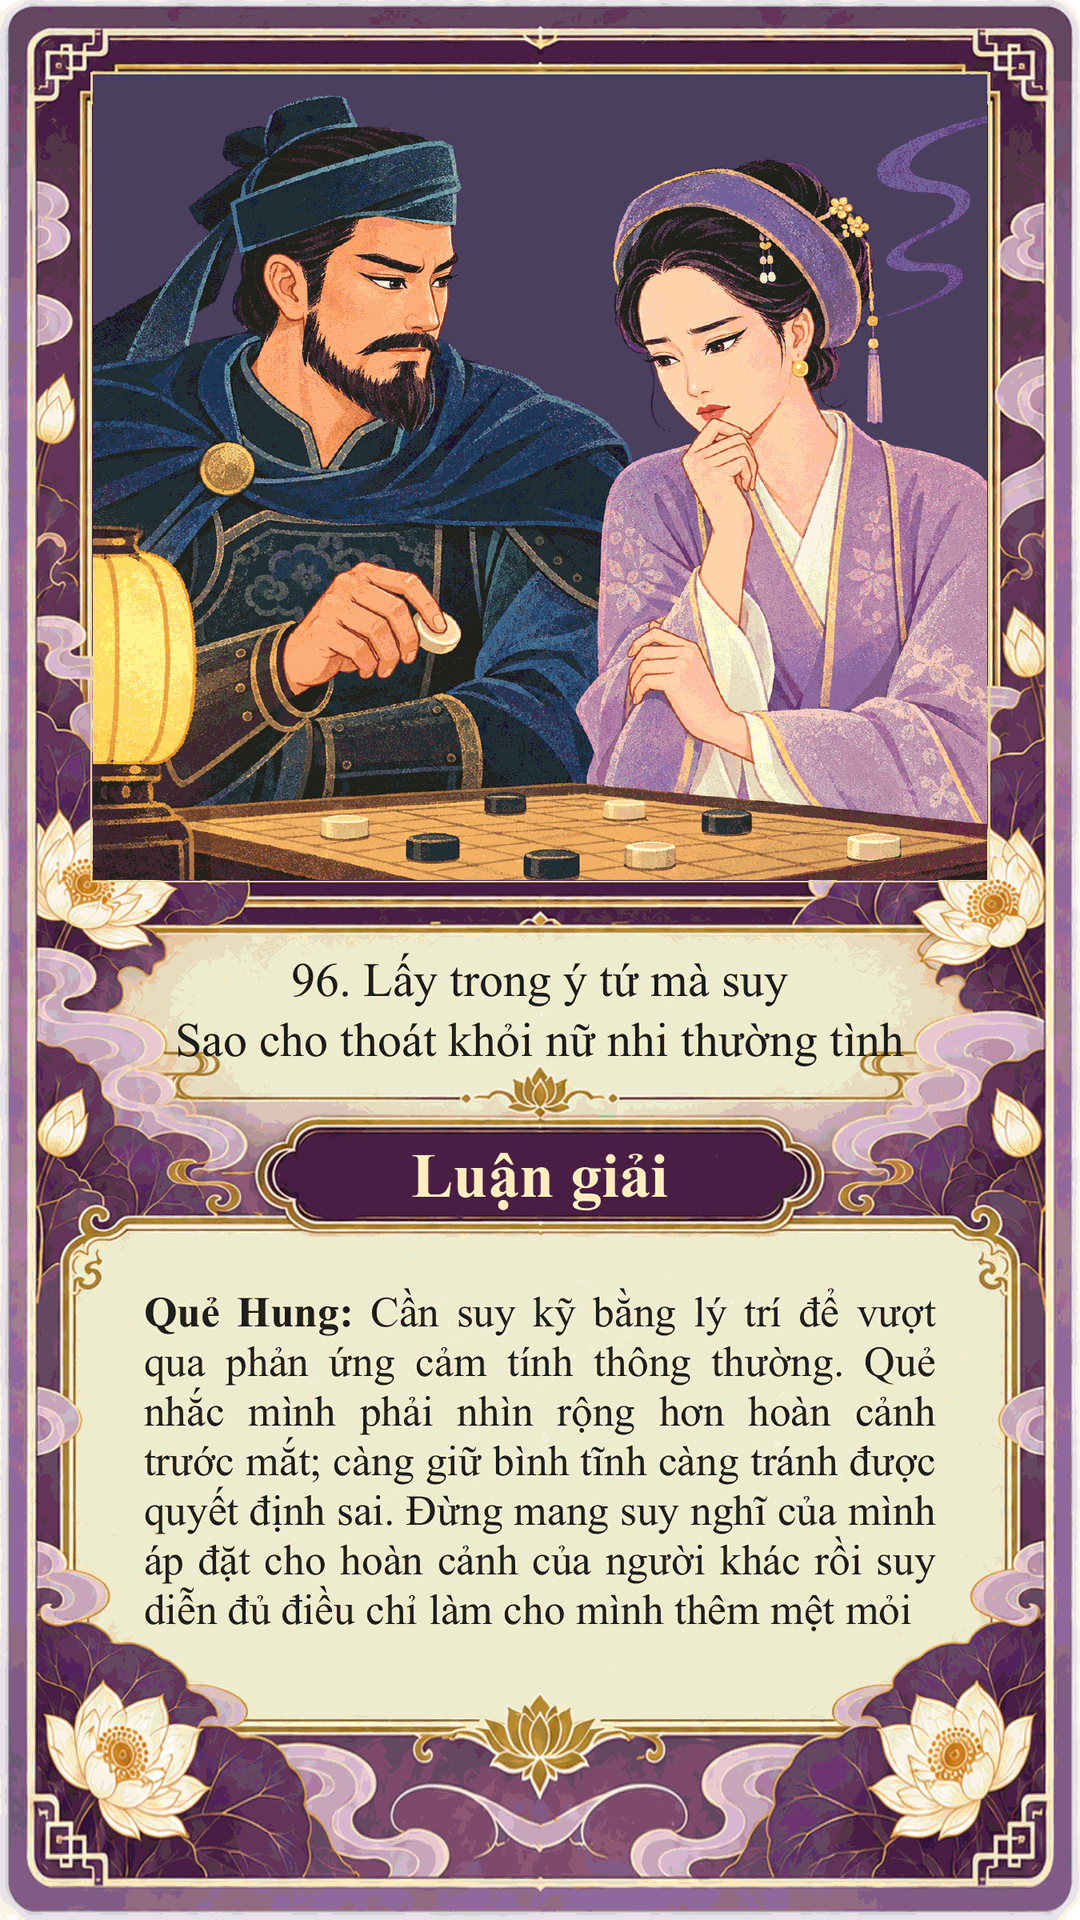 96. Lấy trong ý tứ mà suy
Sao cho thoát khỏi nữ nhi thường tình
Luận giải
Quẻ Hung: Cần suy kỹ bằng lý trí để vượt
qua phản ứng cảm tính thông thường. Quẻ
nhắc mình phải nhìn rộng hơn hoàn cảnh
trước mắt; càng giữ bình tĩnh càng tránh được
quyết định sai. Đừng mang suy nghĩ của mình
áp đặt cho hoàn cảnh của người khác rồi suy
diễn đủ điều chỉ làm cho mình thêm mệt mỏi